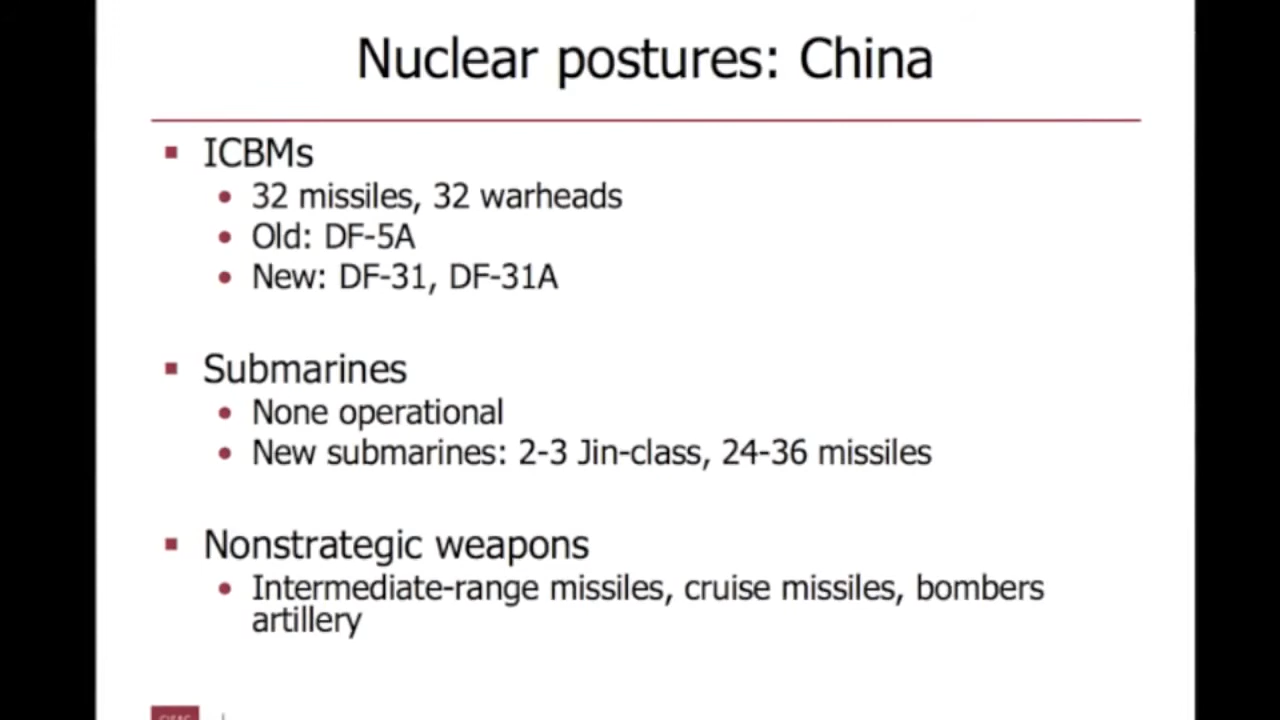 Nuclear postures: China
ICBMs
32 missiles, 32 warheads
Old: DF-5A
New: DF-31, DF-31A
Submarines
None operational
New submarines: 2-3 Jin-class, 24-36 missiles
Nonstrategic weapons
Intermediate-range missiles, cruise missiles, bombers
artillery